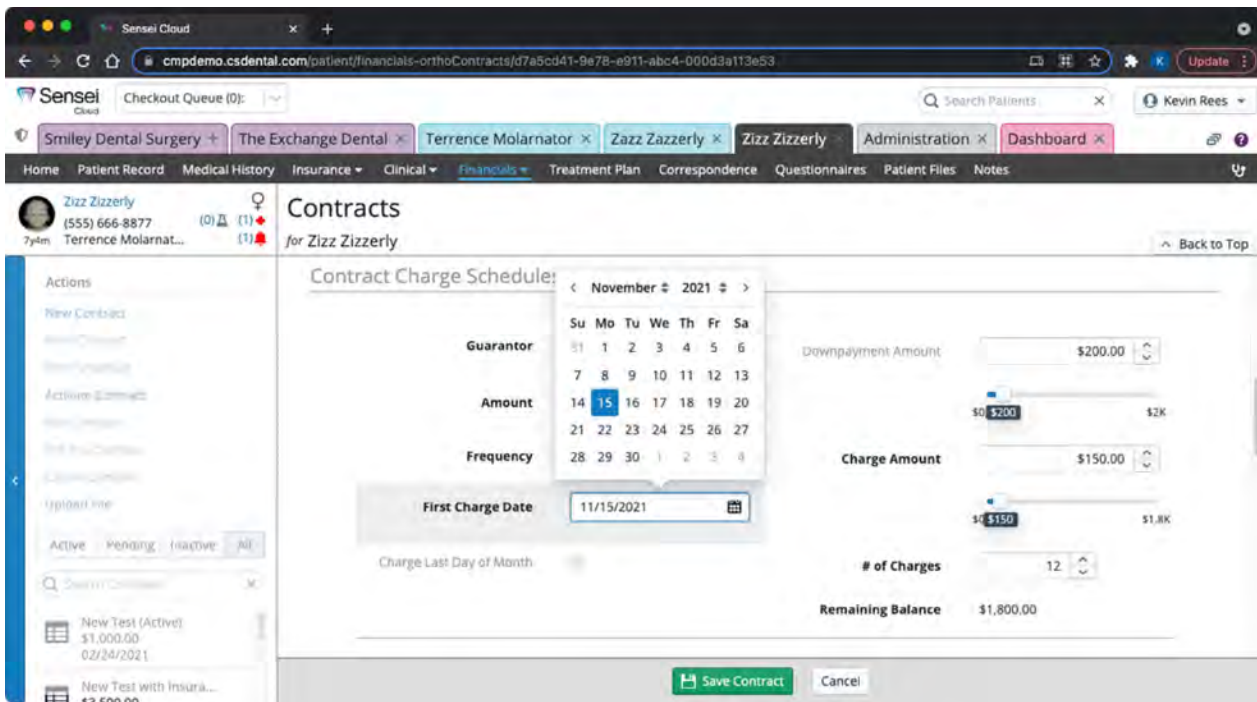 Sensei Cloud
cmpdemo.csdental.com/patient/financials-orthoContracts/d7a5cd41-9e78-e911-abc4-000d3a113e53
K
Update
Sensei
Cloud
Checkout Queue (0):
Search Patients
Kevin Rees
Smiley Dental Surgery
The Exchange Dental
Terrence Molarnator
Zazz Zazzerly
Zizz Zizzerly
Administration
Dashboard
Home Patient Record Medical History Insurance Clinical Financials Treatment Plan Correspondence Questionnaires Patient Files Notes
Zizz Zizzerly
(555) 666-8877
(0) (1)
7y4m Terrence Molarnat...
(1)
Contracts
for Zizz Zizzerly
Back to Top
Actions
New Contract
Upload File
Active Pending Inactive All
New Test (Active)
$1,000.00
02/24/2021
New Test with Insura...
$3,500.00
Contract Charge Schedule
November 2021
Su Mo Tu We Th Fr Sa
31 1 2 3 4 5 6
7 8 9 10 11 12 13
14 15 16 17 18 19 20
21 22 23 24 25 26 27
28 29 30 1 2 3 4
Guarantor
Amount
Frequency
First Charge Date
11/15/2021
Charge Last Day of Month
Downpayment Amount
$200.00
$0 $200 $2K
Charge Amount
$150.00
$150 $1.8K
# of Charges
12
Remaining Balance
$1,800.00
Save Contract
Cancel